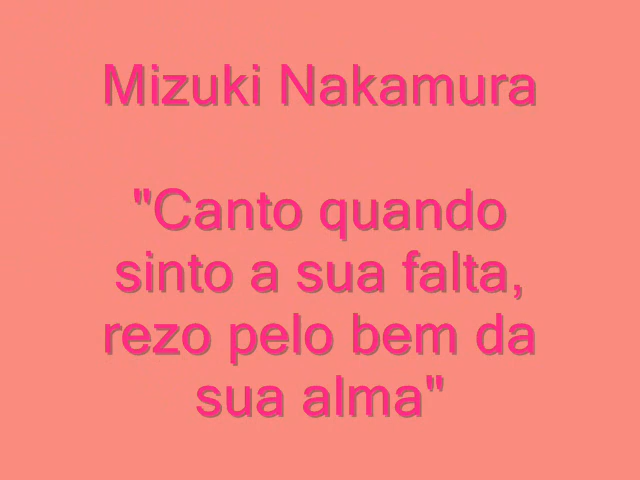 Mizuki Nakamura
"Canto quando
sinto a sua falta,
rezo pelo bem da
sua alma"